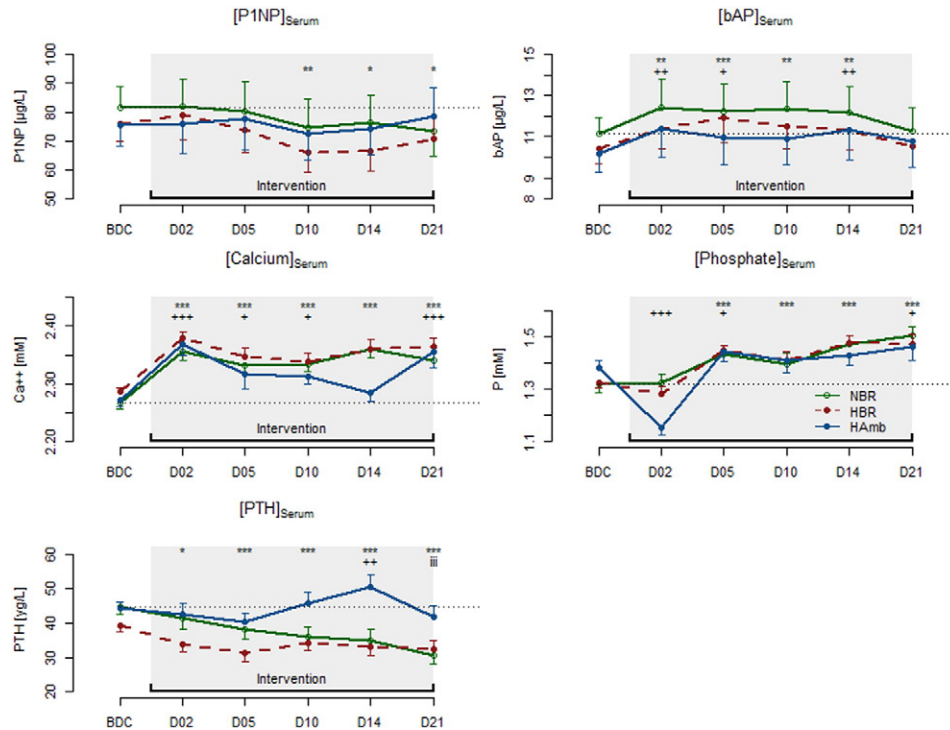 [P1NP]Serum
P1NP [µg/L]
100
90
80
70
60
50
**
*
*
Intervention
BDC D02 D05 D10 D14 D21
[bAP]Serum
bAP [µg/L]
15
13
12
11
9
8
** *** ** **
++ + ++
Intervention
BDC D02 D05 D10 D14 D21
[Calcium]Serum
Ca++ [mM]
2.40
2.30
2.20
*** *** *** *** ***
+++ + + +++
Intervention
BDC D02 D05 D10 D14 D21
[Phosphate]Serum
P [mM]
1.5
1.3
1.1
*** *** *** ***
+++ + +
NBR
HBR
HAmb
Intervention
BDC D02 D05 D10 D14 D21
[PTH]Serum
PTH [yg/L]
60
50
40
30
20
* *** *** *** ***
++ iii
Intervention
BDC D02 D05 D10 D14 D21